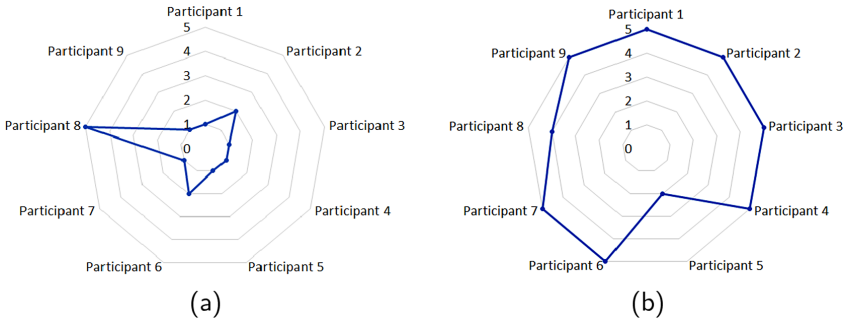 Participant 1
5
Participant 9
Participant 2
4
3
2
Participant 8
1
Participant 3
0
Participant 7
Participant 4
Participant 6
Participant 5
(a)
Participant 1
5
Participant 9
Participant 2
4
3
2
Participant 8
1
Participant 3
0
Participant 7
Participant 4
Participant 6
Participant 5
(b)